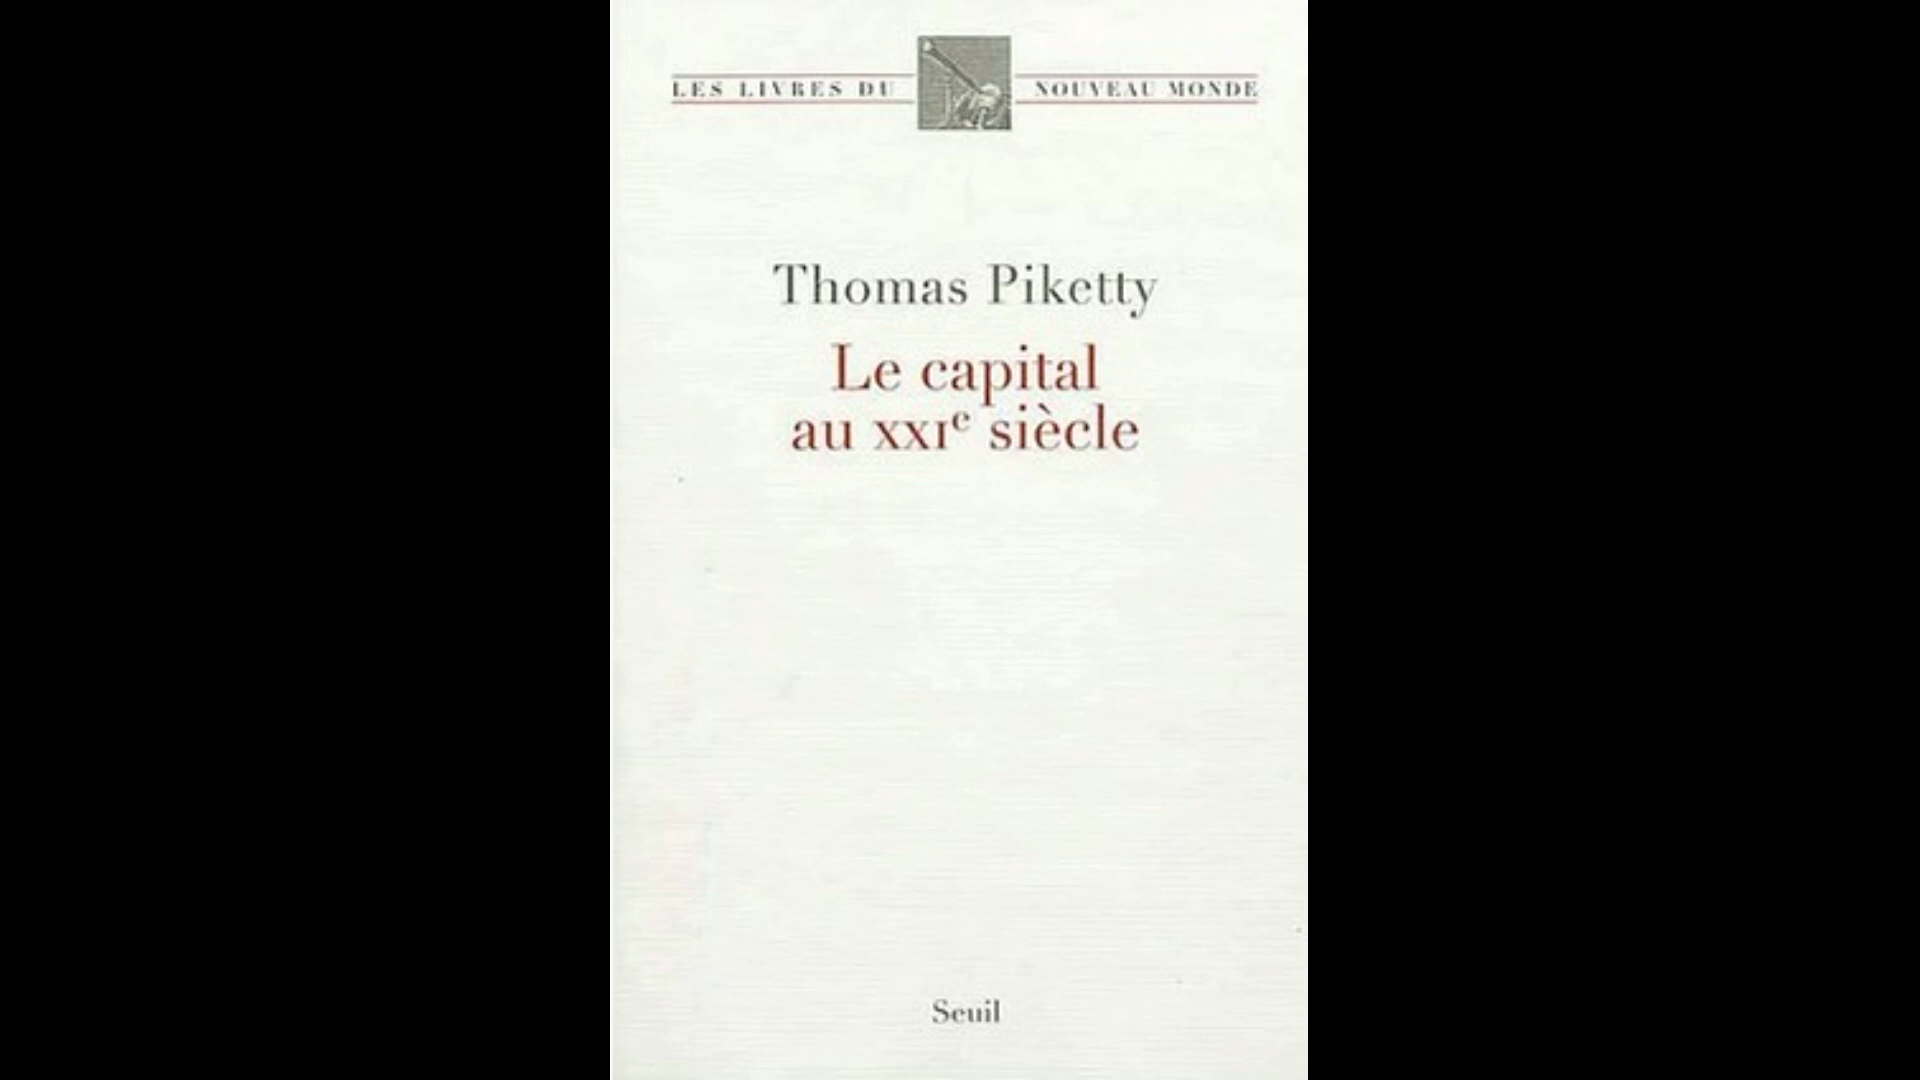 LES LIVRES DU NOUVEAU MONDE
Thomas Piketty
Le capital
au XXIe siècle
Seuil